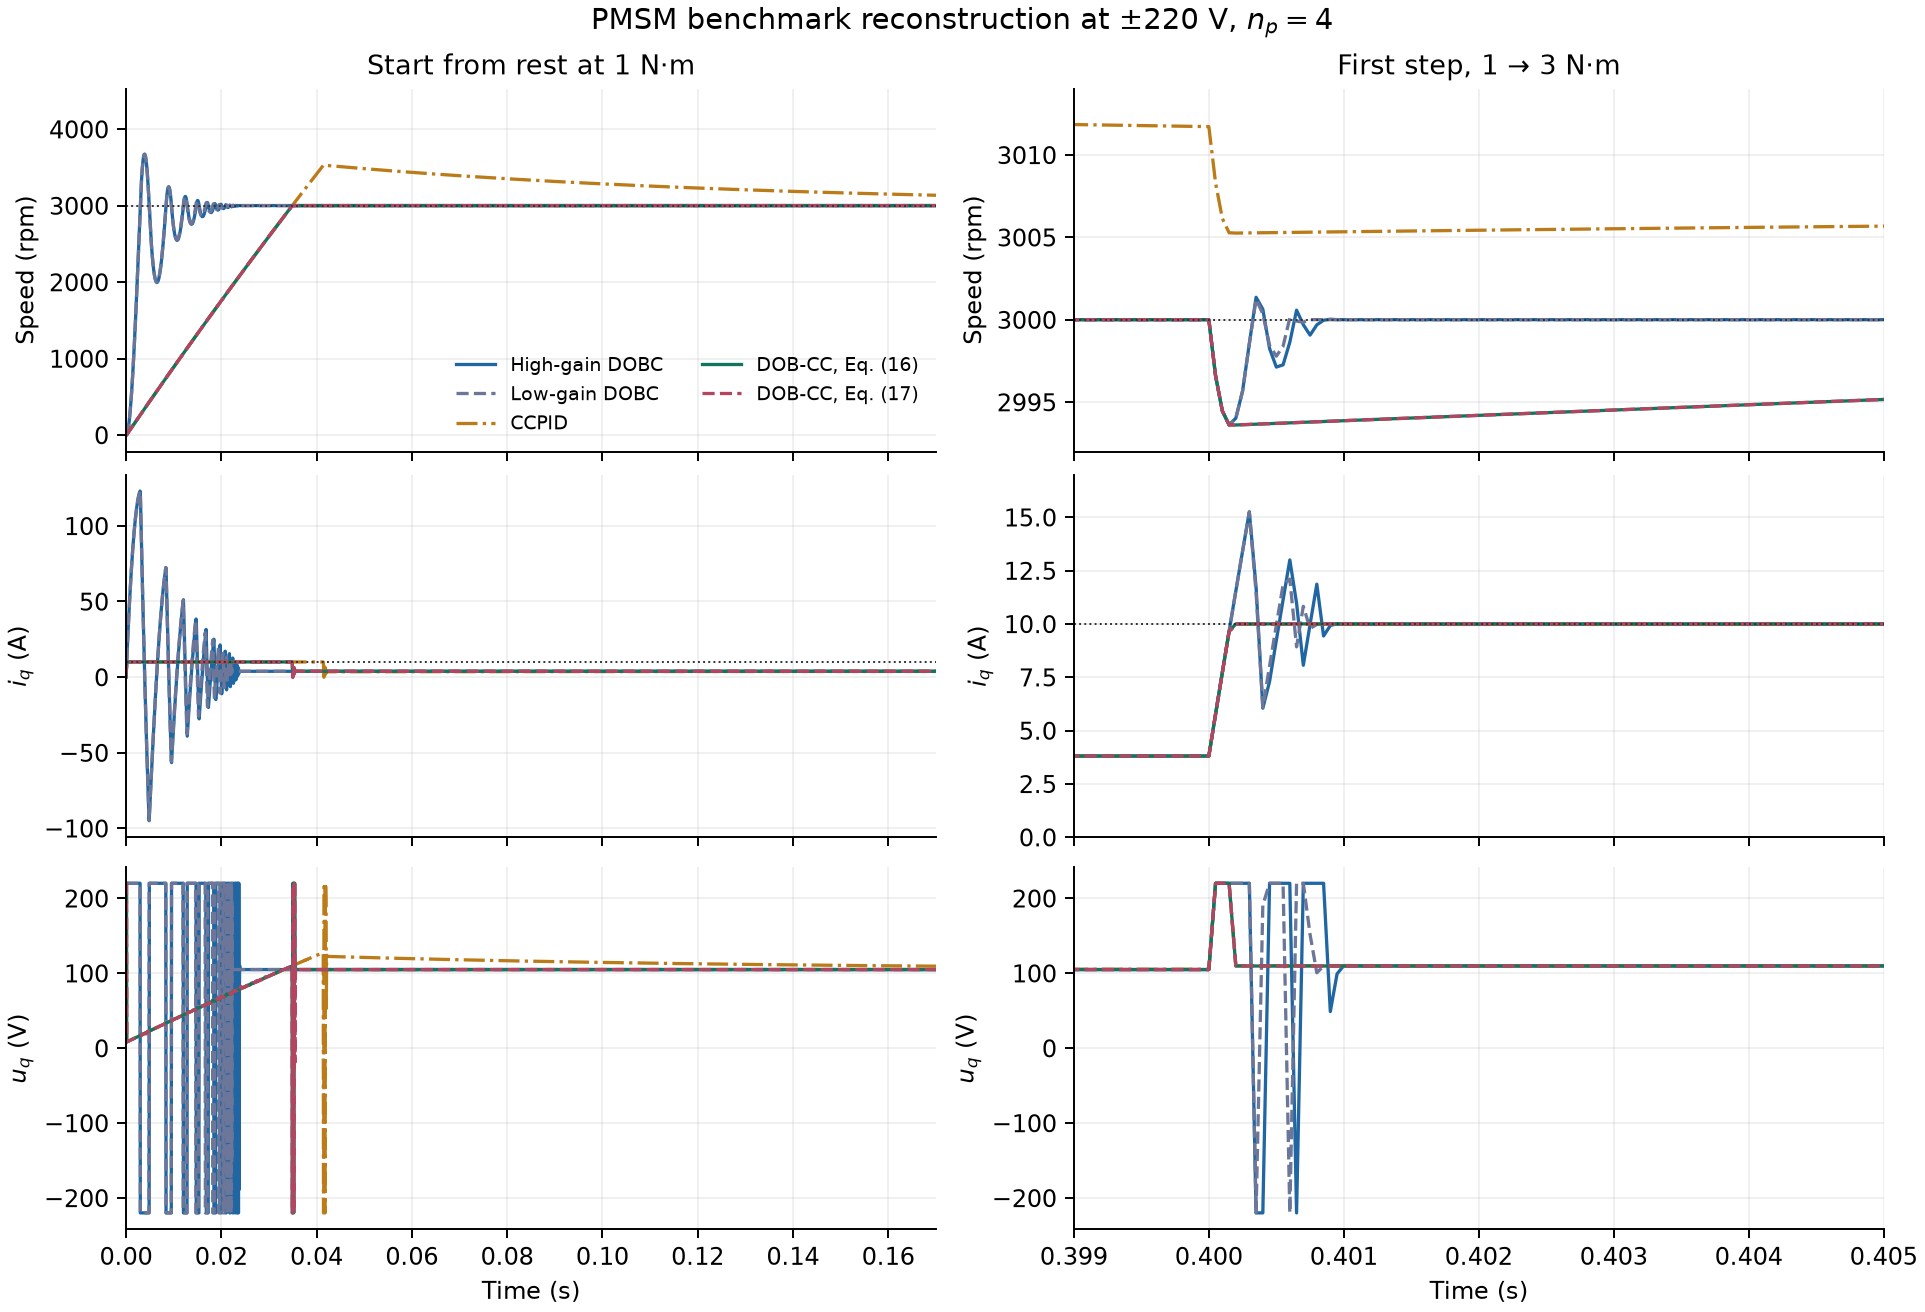 PMSM benchmark reconstruction at ±220 V, nₚ = 4
Start from rest at 1 N·m
First step, 1 → 3 N·m
Speed (rpm)
4000
3000
2000
1000
0
High-gain DOBC
Low-gain DOBC
CCPID
DOB-CC, Eq. (16)
DOB-CC, Eq. (17)
Speed (rpm)
3010
3005
3000
2995
i_q (A)
100
50
0
−50
−100
i_q (A)
15.0
12.5
10.0
7.5
5.0
2.5
0.0
u_q (V)
200
100
0
−100
−200
0.00 0.02 0.04 0.06 0.08 0.10 0.12 0.14 0.16
Time (s)
u_q (V)
200
100
0
−100
−200
0.399 0.400 0.401 0.402 0.403 0.404 0.405
Time (s)